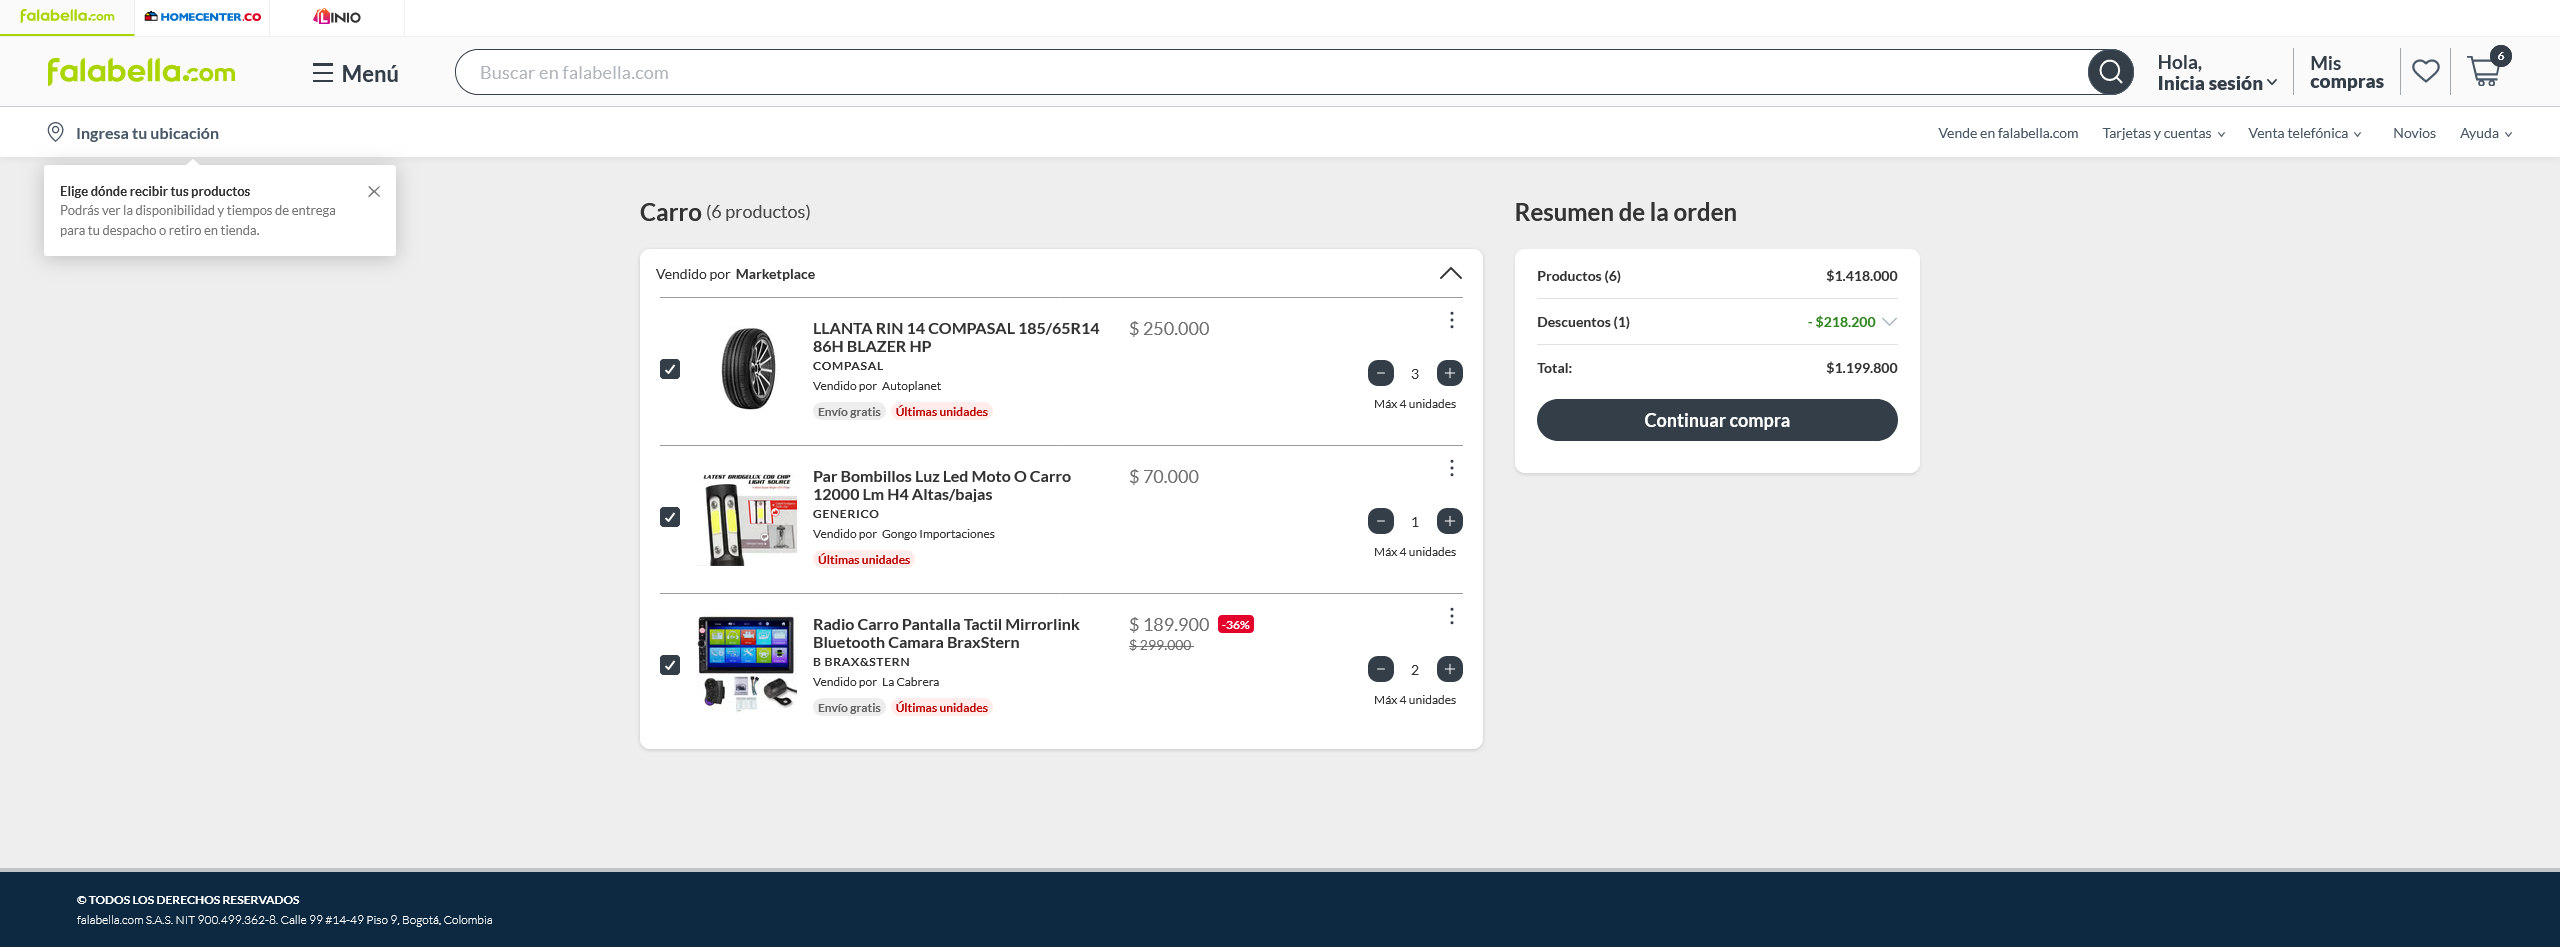 falabella.com
HOMECENTER.CO
LINIO
falabella.com
Menú
Buscar en falabella.com
Hola,
Inicia sesión
Mis
compras
6
Ingresa tu ubicación
Vende en falabella.com
Tarjetas y cuentas
Venta telefónica
Novios
Ayuda
Elige dónde recibir tus productos
Podrás ver la disponibilidad y tiempos de entrega
para tu despacho o retiro en tienda.
Carro (6 productos)
Vendido por Marketplace
LLANTA RIN 14 COMPASAL 185/65R14
86H BLAZER HP
COMPASAL
Vendido por Autoplanet
Envío gratis Últimas unidades
$ 250.000
3
Máx 4 unidades
LATEST BRIDGELUX COB CHIP
LIGHT SOURCE
Par Bombillos Luz Led Moto O Carro
12000 Lm H4 Altas/bajas
GENERICO
Vendido por Gongo Importaciones
Últimas unidades
$ 70.000
1
Máx 4 unidades
Radio Carro Pantalla Tactil Mirrorlink
Bluetooth Camara BraxStern
B BRAX&STERN
Vendido por La Cabrera
Envío gratis Últimas unidades
$ 189.900 -36%
$ 299.000
2
Máx 4 unidades
Resumen de la orden
Productos (6) $1.418.000
Descuentos (1) - $218.200
Total: $1.199.800
Continuar compra
© TODOS LOS DERECHOS RESERVADOS
falabella.com S.A.S. NIT 900.499.362-8. Calle 99 #14-49 Piso 9, Bogotá, Colombia